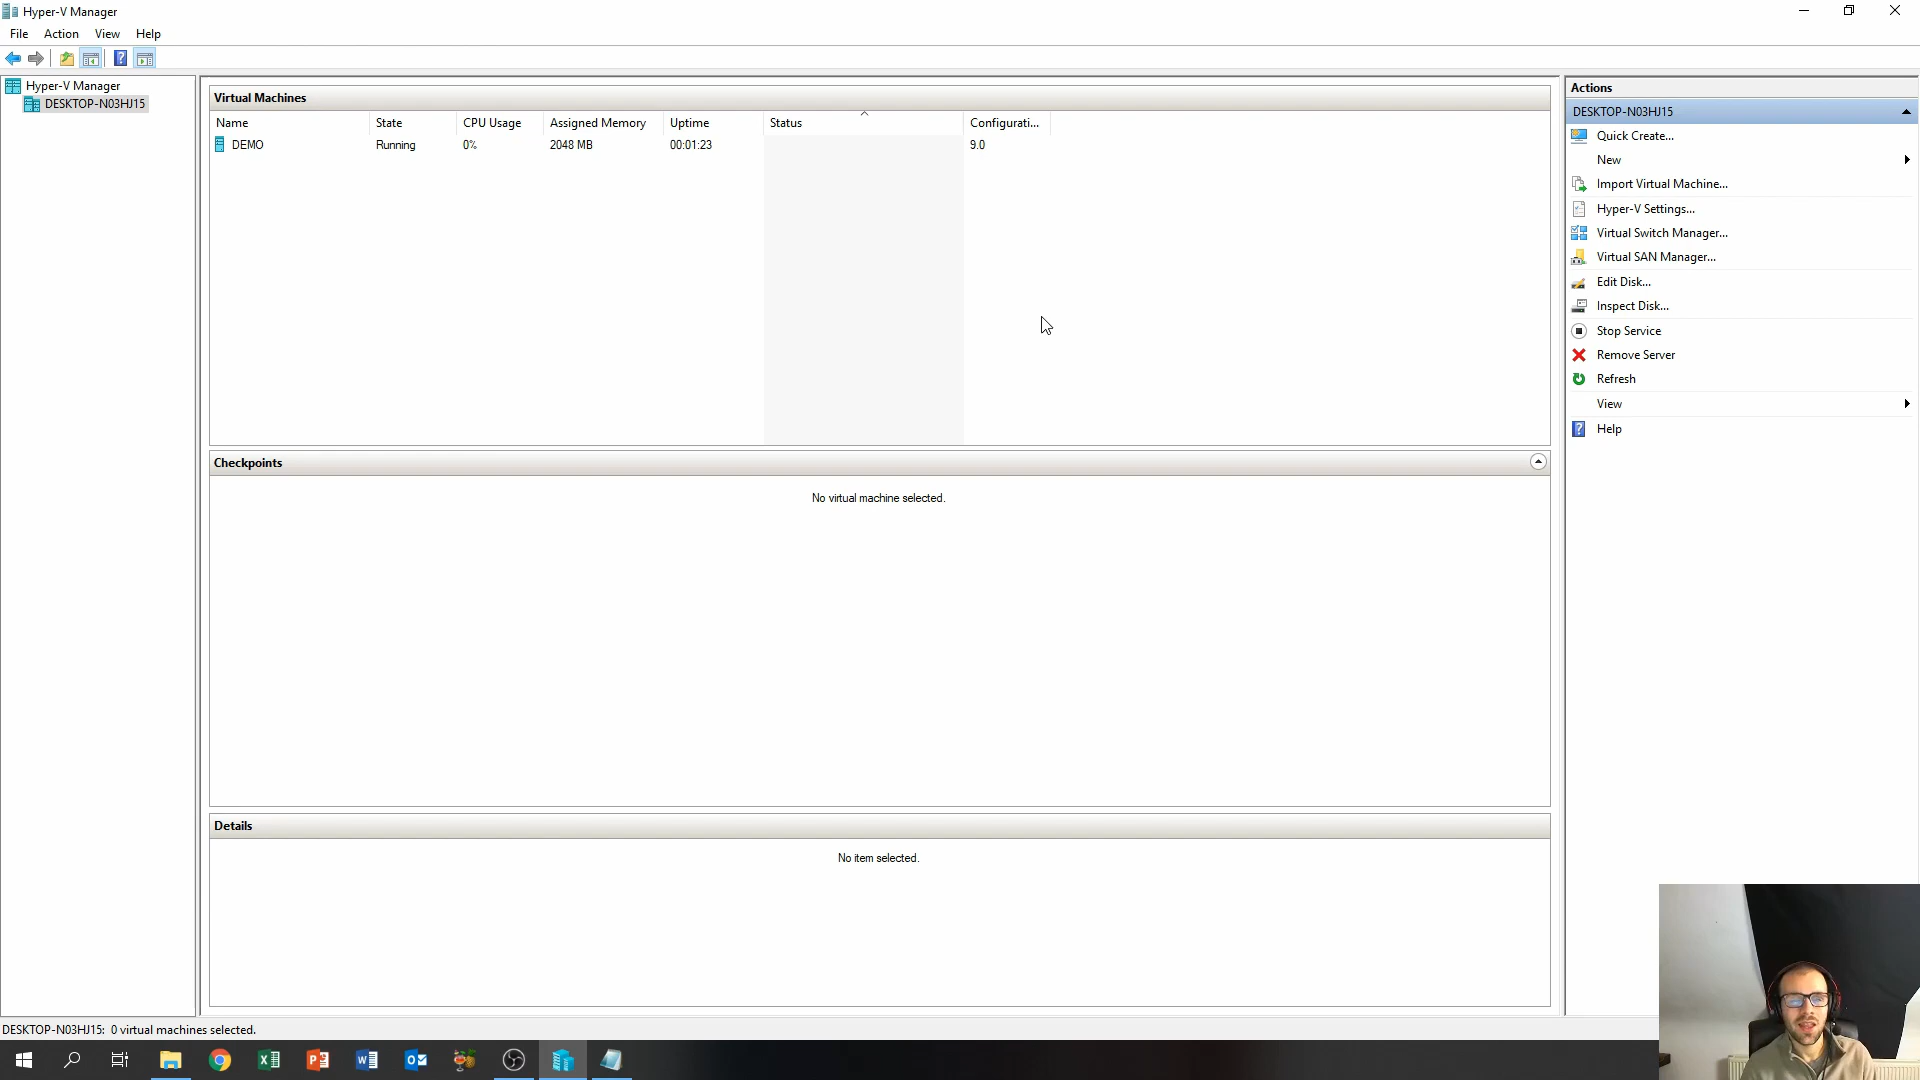 Hyper-V Manager
File Action View Help
Hyper-V Manager
DESKTOP-N03HJ15
Virtual Machines
Name State CPU Usage Assigned Memory Uptime Status Configurati...
DEMO Running 0% 2048 MB 00:01:23 9.0
Checkpoints
No virtual machine selected.
Details
No item selected.
Actions
DESKTOP-N03HJ15
Quick Create...
New
Import Virtual Machine...
Hyper-V Settings...
Virtual Switch Manager...
Virtual SAN Manager...
Edit Disk...
Inspect Disk...
Stop Service
Remove Server
Refresh
View
Help
DESKTOP-N03HJ15: 0 virtual machines selected.